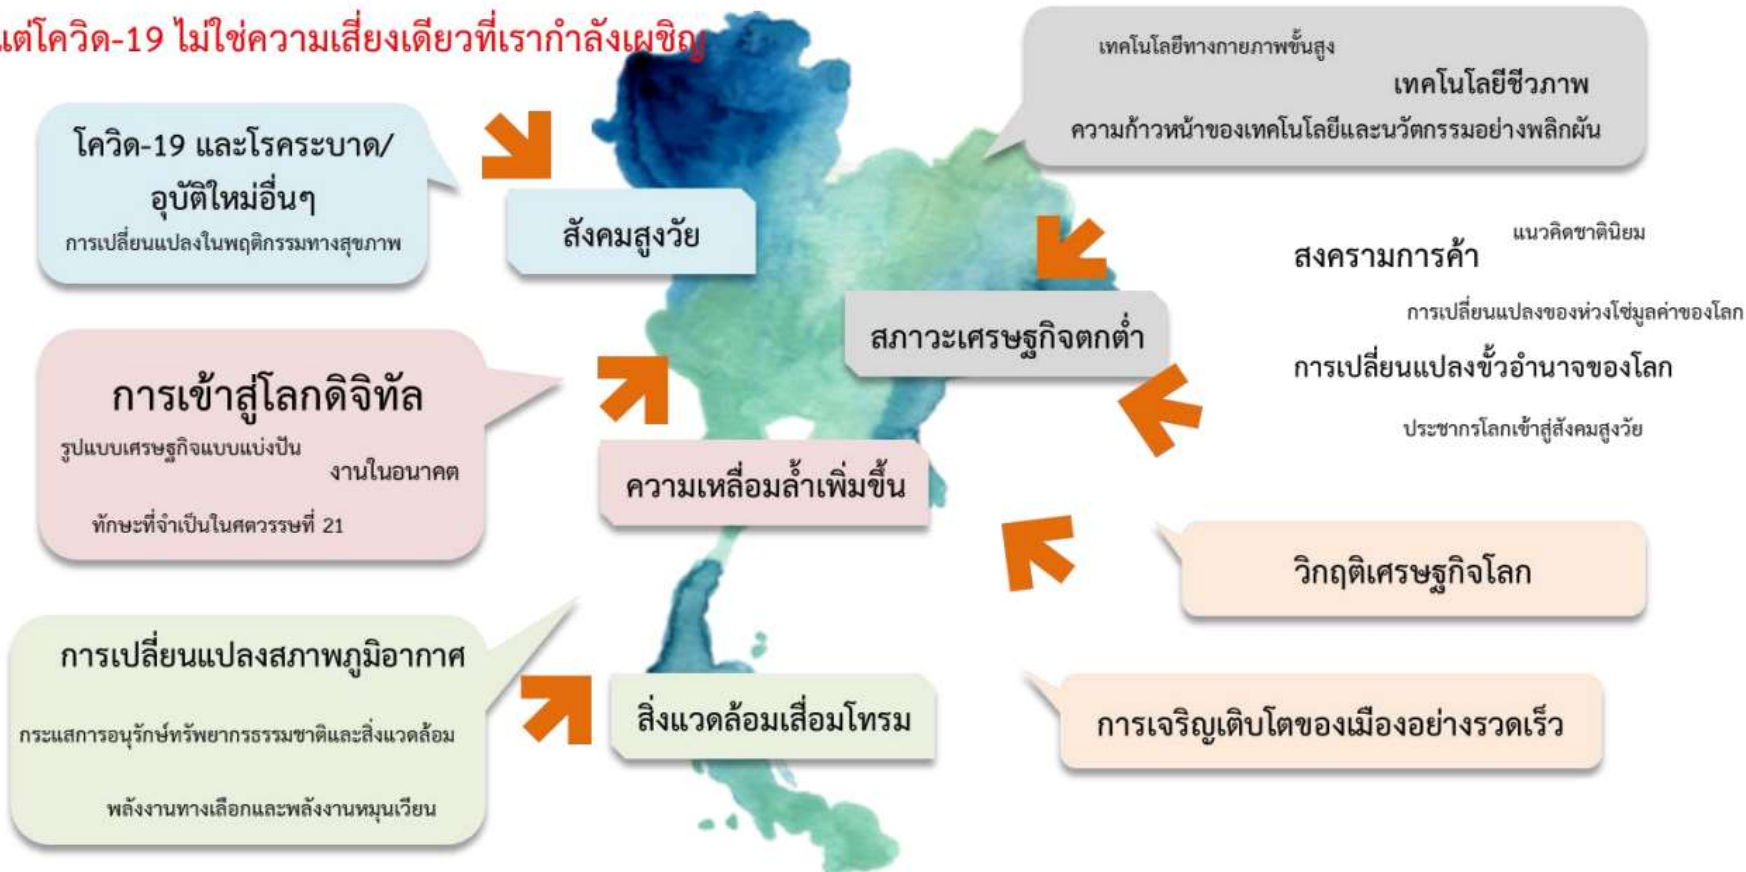 แต่โควิด-19 ไม่ใช่ความเสี่ยงเดียวที่เรากำลังเผชิญ
โควิด-19 และโรคระบาด/
อุบัติใหม่อื่นๆ
การเปลี่ยนแปลงในพฤติกรรมทางสุขภาพ
สังคมสูงวัย
เทคโนโลยีทางกายภาพขั้นสูง
เทคโนโลยีชีวภาพ
ความก้าวหน้าของเทคโนโลยีและนวัตกรรมอย่างพลิกผัน
สภาวะเศรษฐกิจตกต่ำ
แนวคิดชาตินิยม
สงครามการค้า
การเปลี่ยนแปลงของห่วงโซ่มูลค่าของโลก
การเปลี่ยนแปลงขั้วอำนาจของโลก
ประชากรโลกเข้าสู่สังคมสูงวัย
การเข้าสู่โลกดิจิทัล
รูปแบบเศรษฐกิจแบบแบ่งปัน
งานในอนาคต
ทักษะที่จำเป็นในศตวรรษที่ 21
ความเหลื่อมล้ำเพิ่มขึ้น
วิกฤติเศรษฐกิจโลก
การเปลี่ยนแปลงสภาพภูมิอากาศ
กระแสการอนุรักษ์ทรัพยากรธรรมชาติและสิ่งแวดล้อม
พลังงานทางเลือกและพลังงานหมุนเวียน
สิ่งแวดล้อมเสื่อมโทรม
การเจริญเติบโตของเมืองอย่างรวดเร็ว